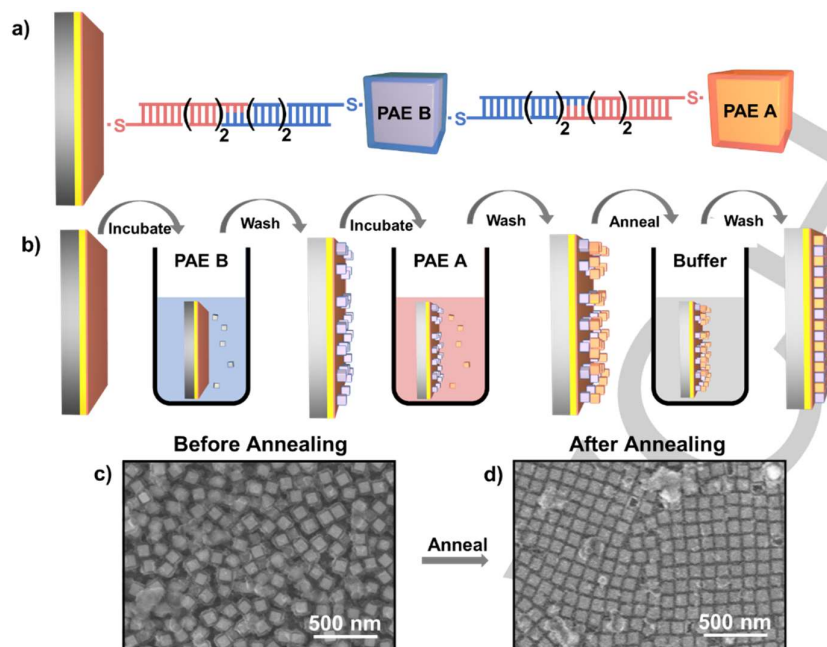 a)
S
( ) 2 ( ) 2
S
PAE B
S
( ) 2 ( ) 2
S
PAE A
b)
Incubate
Wash
Incubate
Wash
Anneal
Wash
PAE B
PAE A
Buffer
Before Annealing
After Annealing
c)
500 nm
Anneal
d)
500 nm